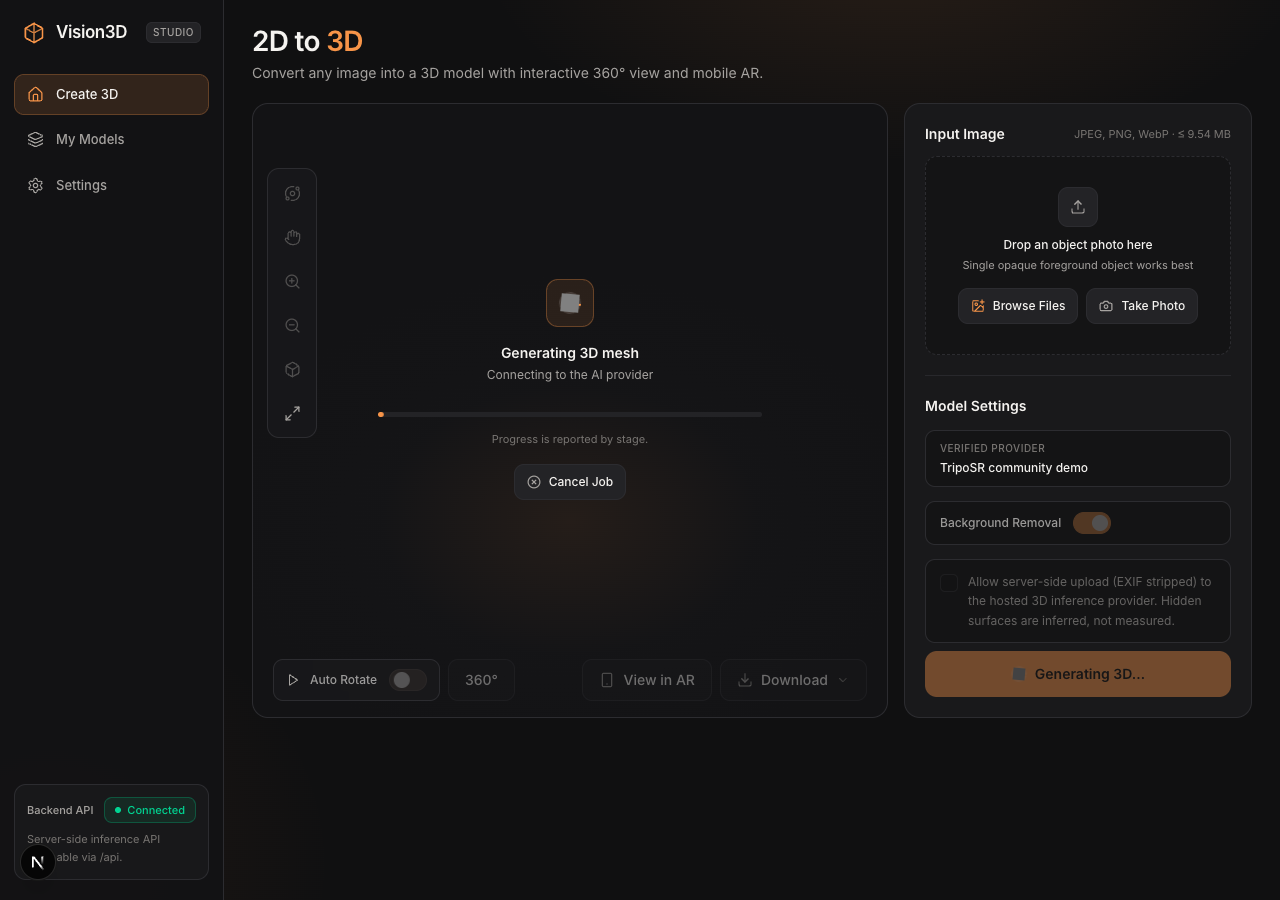 Vision3D STUDIO
Create 3D
My Models
Settings
Backend API Connected
Server-side inference API
able via /api.
N
2D to 3D
Convert any image into a 3D model with interactive 360° view and mobile AR.
Generating 3D mesh
Connecting to the AI provider
Progress is reported by stage.
Cancel Job
Auto Rotate 360° View in AR Download
Input Image JPEG, PNG, WebP · ≤ 9.54 MB
Drop an object photo here
Single opaque foreground object works best
Browse Files Take Photo
Model Settings
VERIFIED PROVIDER
TripoSR community demo
Background Removal
Allow server-side upload (EXIF stripped) to
the hosted 3D inference provider. Hidden
surfaces are inferred, not measured.
Generating 3D...